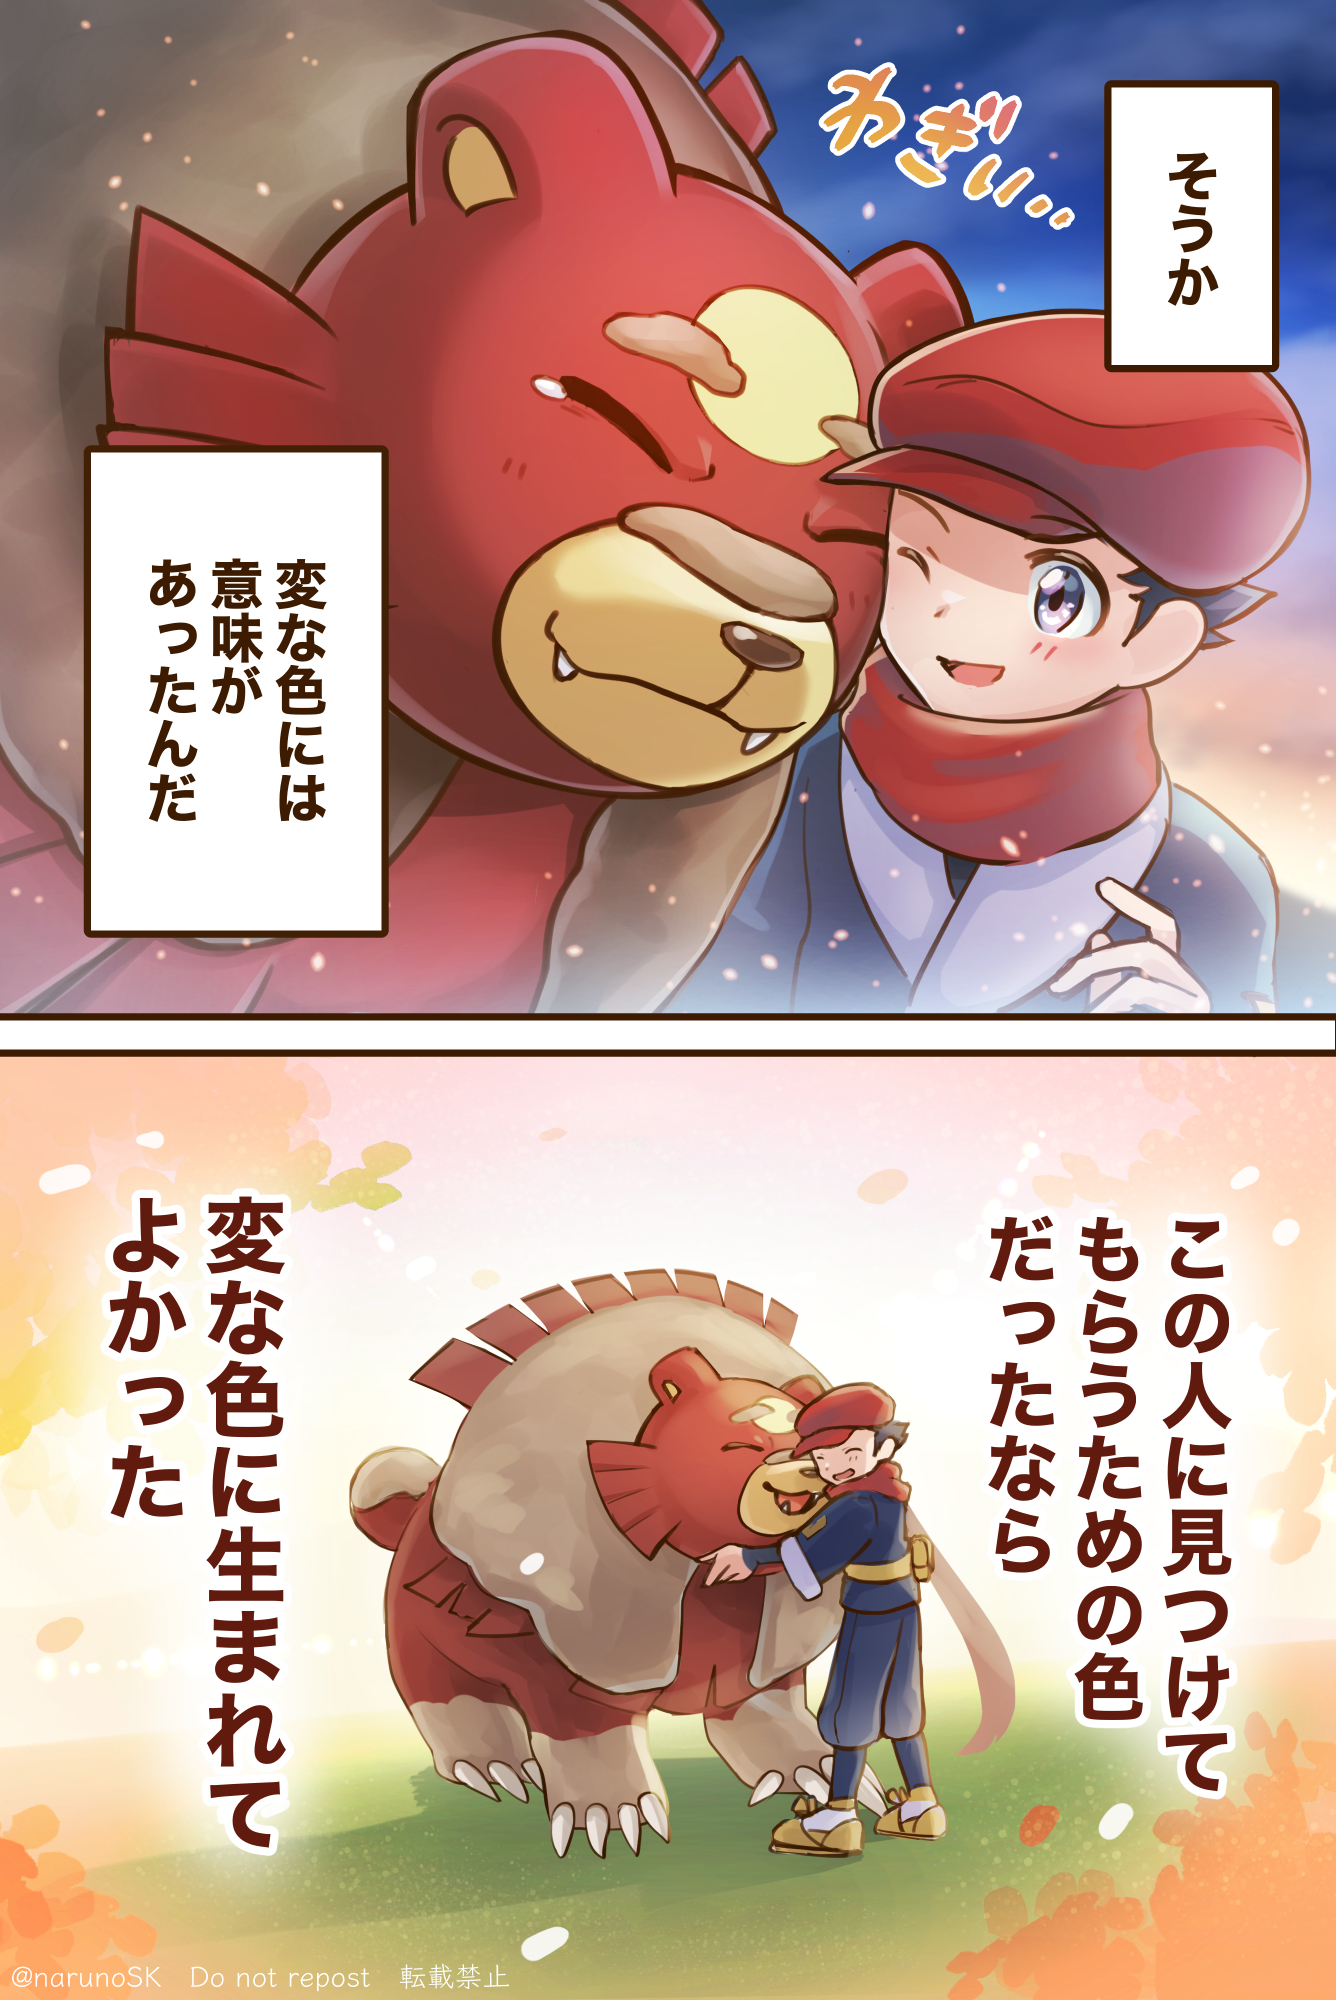 そうか
わぎぃ‥
変な色には
意味が
あったんだ
この人に見つけて
もらうための色
だったなら
変な色に生まれて
よかった
@narunoSK Do not repost 転載禁止